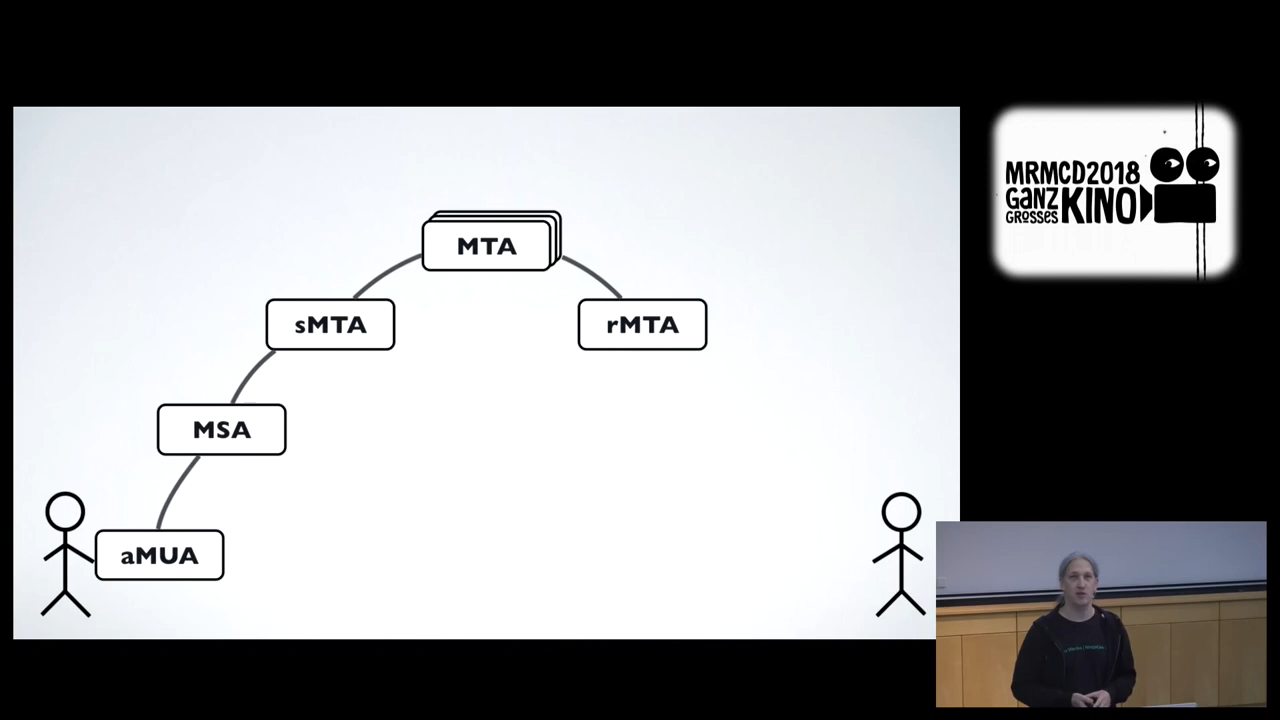 MTA
sMTA
rMTA
MSA
aMUA
MRMCD2018
GANZ
GROSSES
KINO